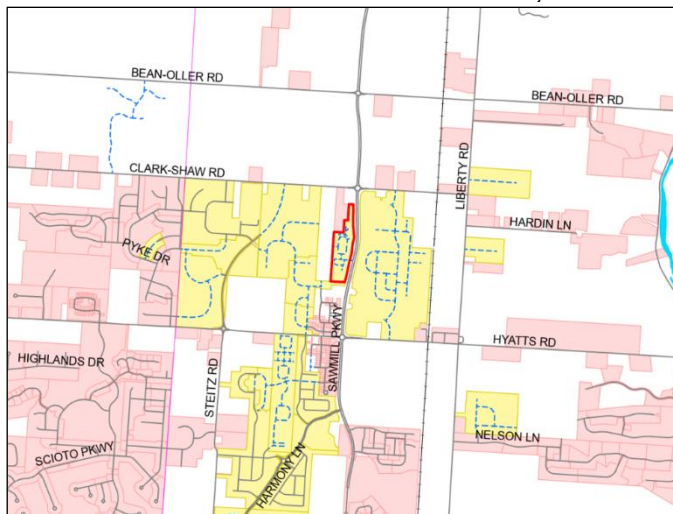 BEAN-OLLER RD
BEAN-OLLER RD
CLARK-SHAW RD
LIBERTY RD
HARDIN LN
PYKE DR
SAWMILL PKWY
HYATTS RD
HIGHLANDS DR
STEITZ RD
NELSON LN
SCIOTO PKWY
HARMONY LN